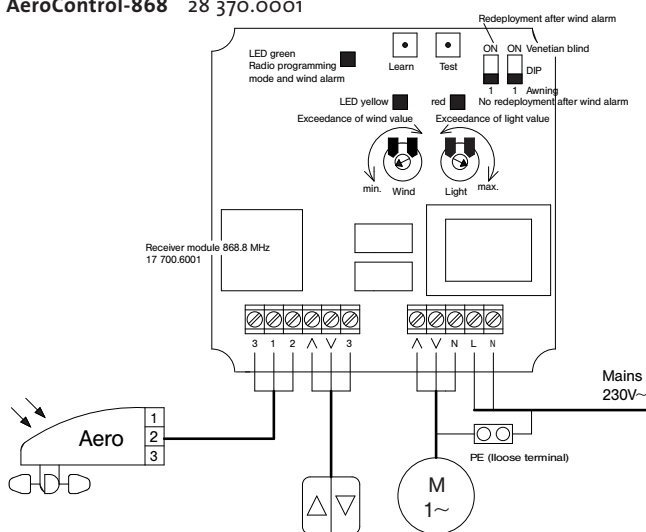 AeroControl-868 28 370.0001
Redeployment after wind alarm
LED green
Radio programming
mode and wind alarm
Learn
Test
ON ON Venetian blind
DIP
1 1 Awning
No redeployment after wind alarm
LED yellow
red
Exceedance of wind value
Exceedance of light value
min.
Wind
Light
max.
Receiver module 868.8 MHz
17 700.6001
3 1 2 ⋀ ⋁ 3
⋀ ⋁ N L N
Mains
230V~
Aero
1
2
3
PE (lloose terminal)
M
1~